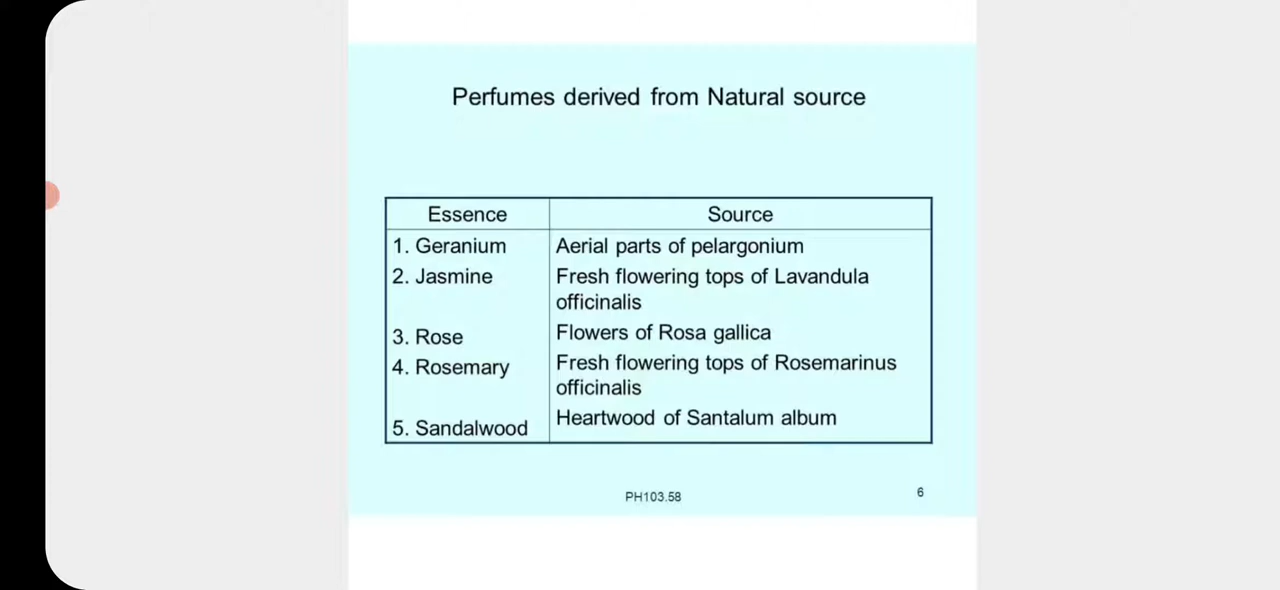 Perfumes derived from Natural source
Essence Source
1. Geranium Aerial parts of pelargonium
2. Jasmine Fresh flowering tops of Lavandula
officinalis
3. Rose Flowers of Rosa gallica
4. Rosemary Fresh flowering tops of Rosemarinus
officinalis
5. Sandalwood Heartwood of Santalum album
PH103.58 6